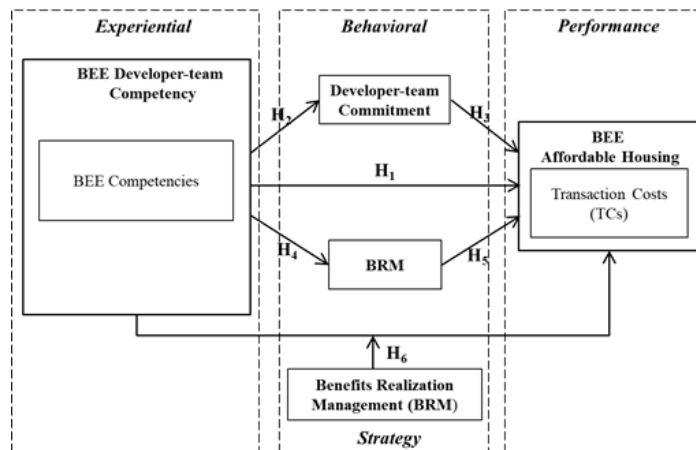 Experiential
Behavioral
Performance
BEE Developer-team
Competency
BEE Competencies
Developer-team
Commitment
H2
H3
H1
BEE
Affordable Housing
Transaction Costs
(TCs)
H4
BRM
H5
H6
Benefits Realization
Management (BRM)
Strategy